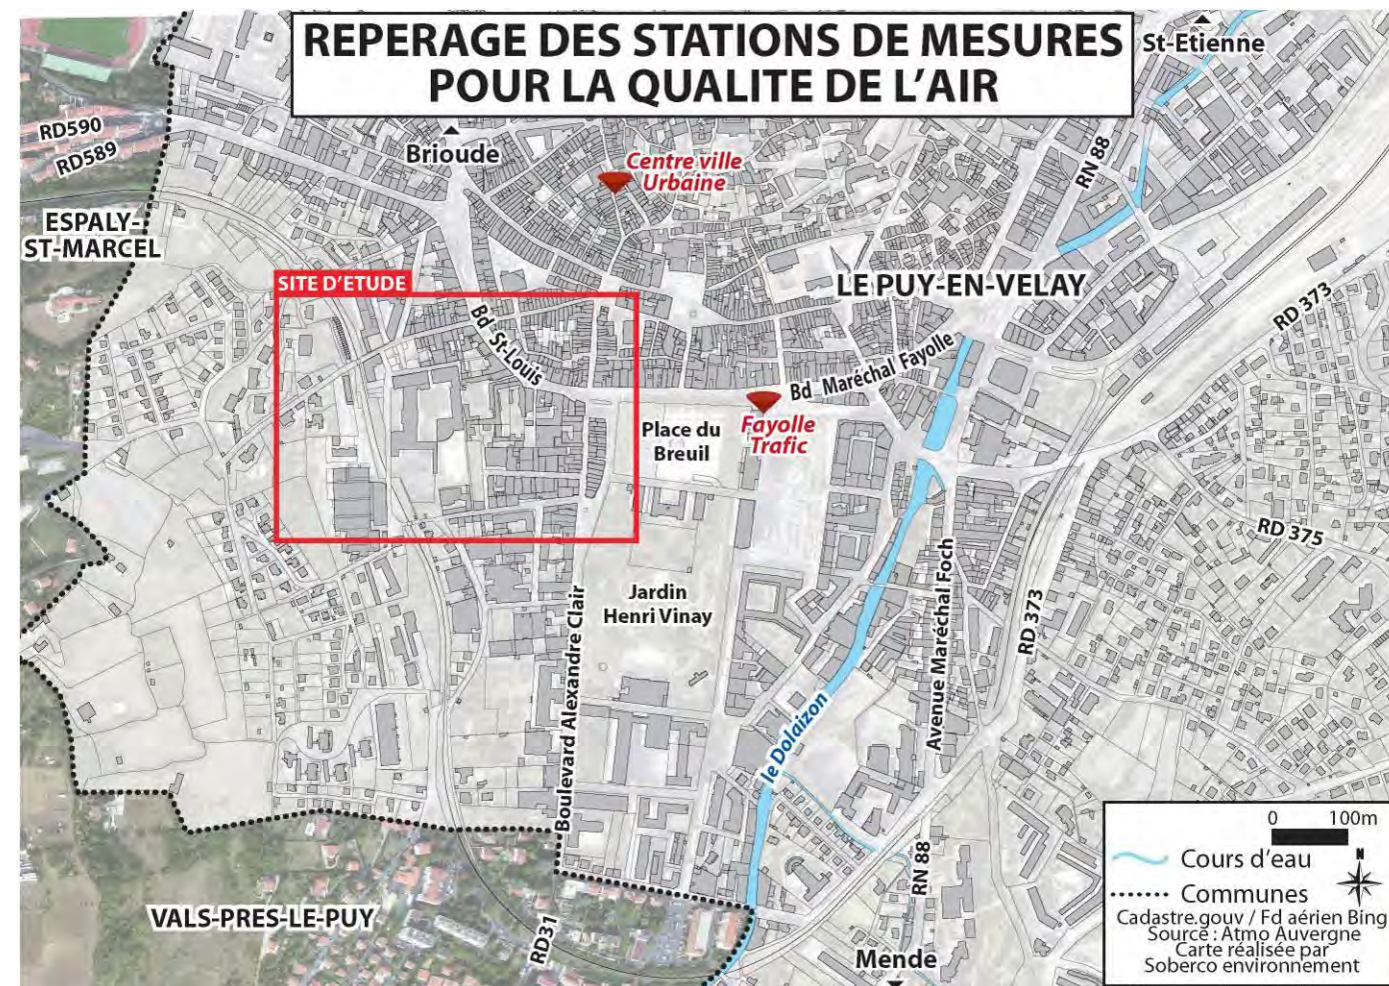 REPERAGE DES STATIONS DE MESURES
POUR LA QUALITE DE L'AIR
St-Etienne
RD590
RD589
Brioude
Centre ville
Urbaine
RN 88
ESPALY-
ST-MARCEL
SITE D'ETUDE
LE PUY-EN-VELAY
RD 373
Bd St-Louis
Bd Maréchal Fayolle
Fayolle
Trafic
Place du
Breuil
RD 375
Jardin
Henri Vinay
Boulevard Alexandre Clair
Avenue Maréchal Foch
RD 373
le Dolaizon
RN 88
VALS-PRES-LE-PUY
RD31
Mende
0 100m
N
Cours d'eau
Communes
Cadastre.gouv / Fd aérien Bing
Source : Atmo Auvergne
Carte réalisée par
Soberco environnement